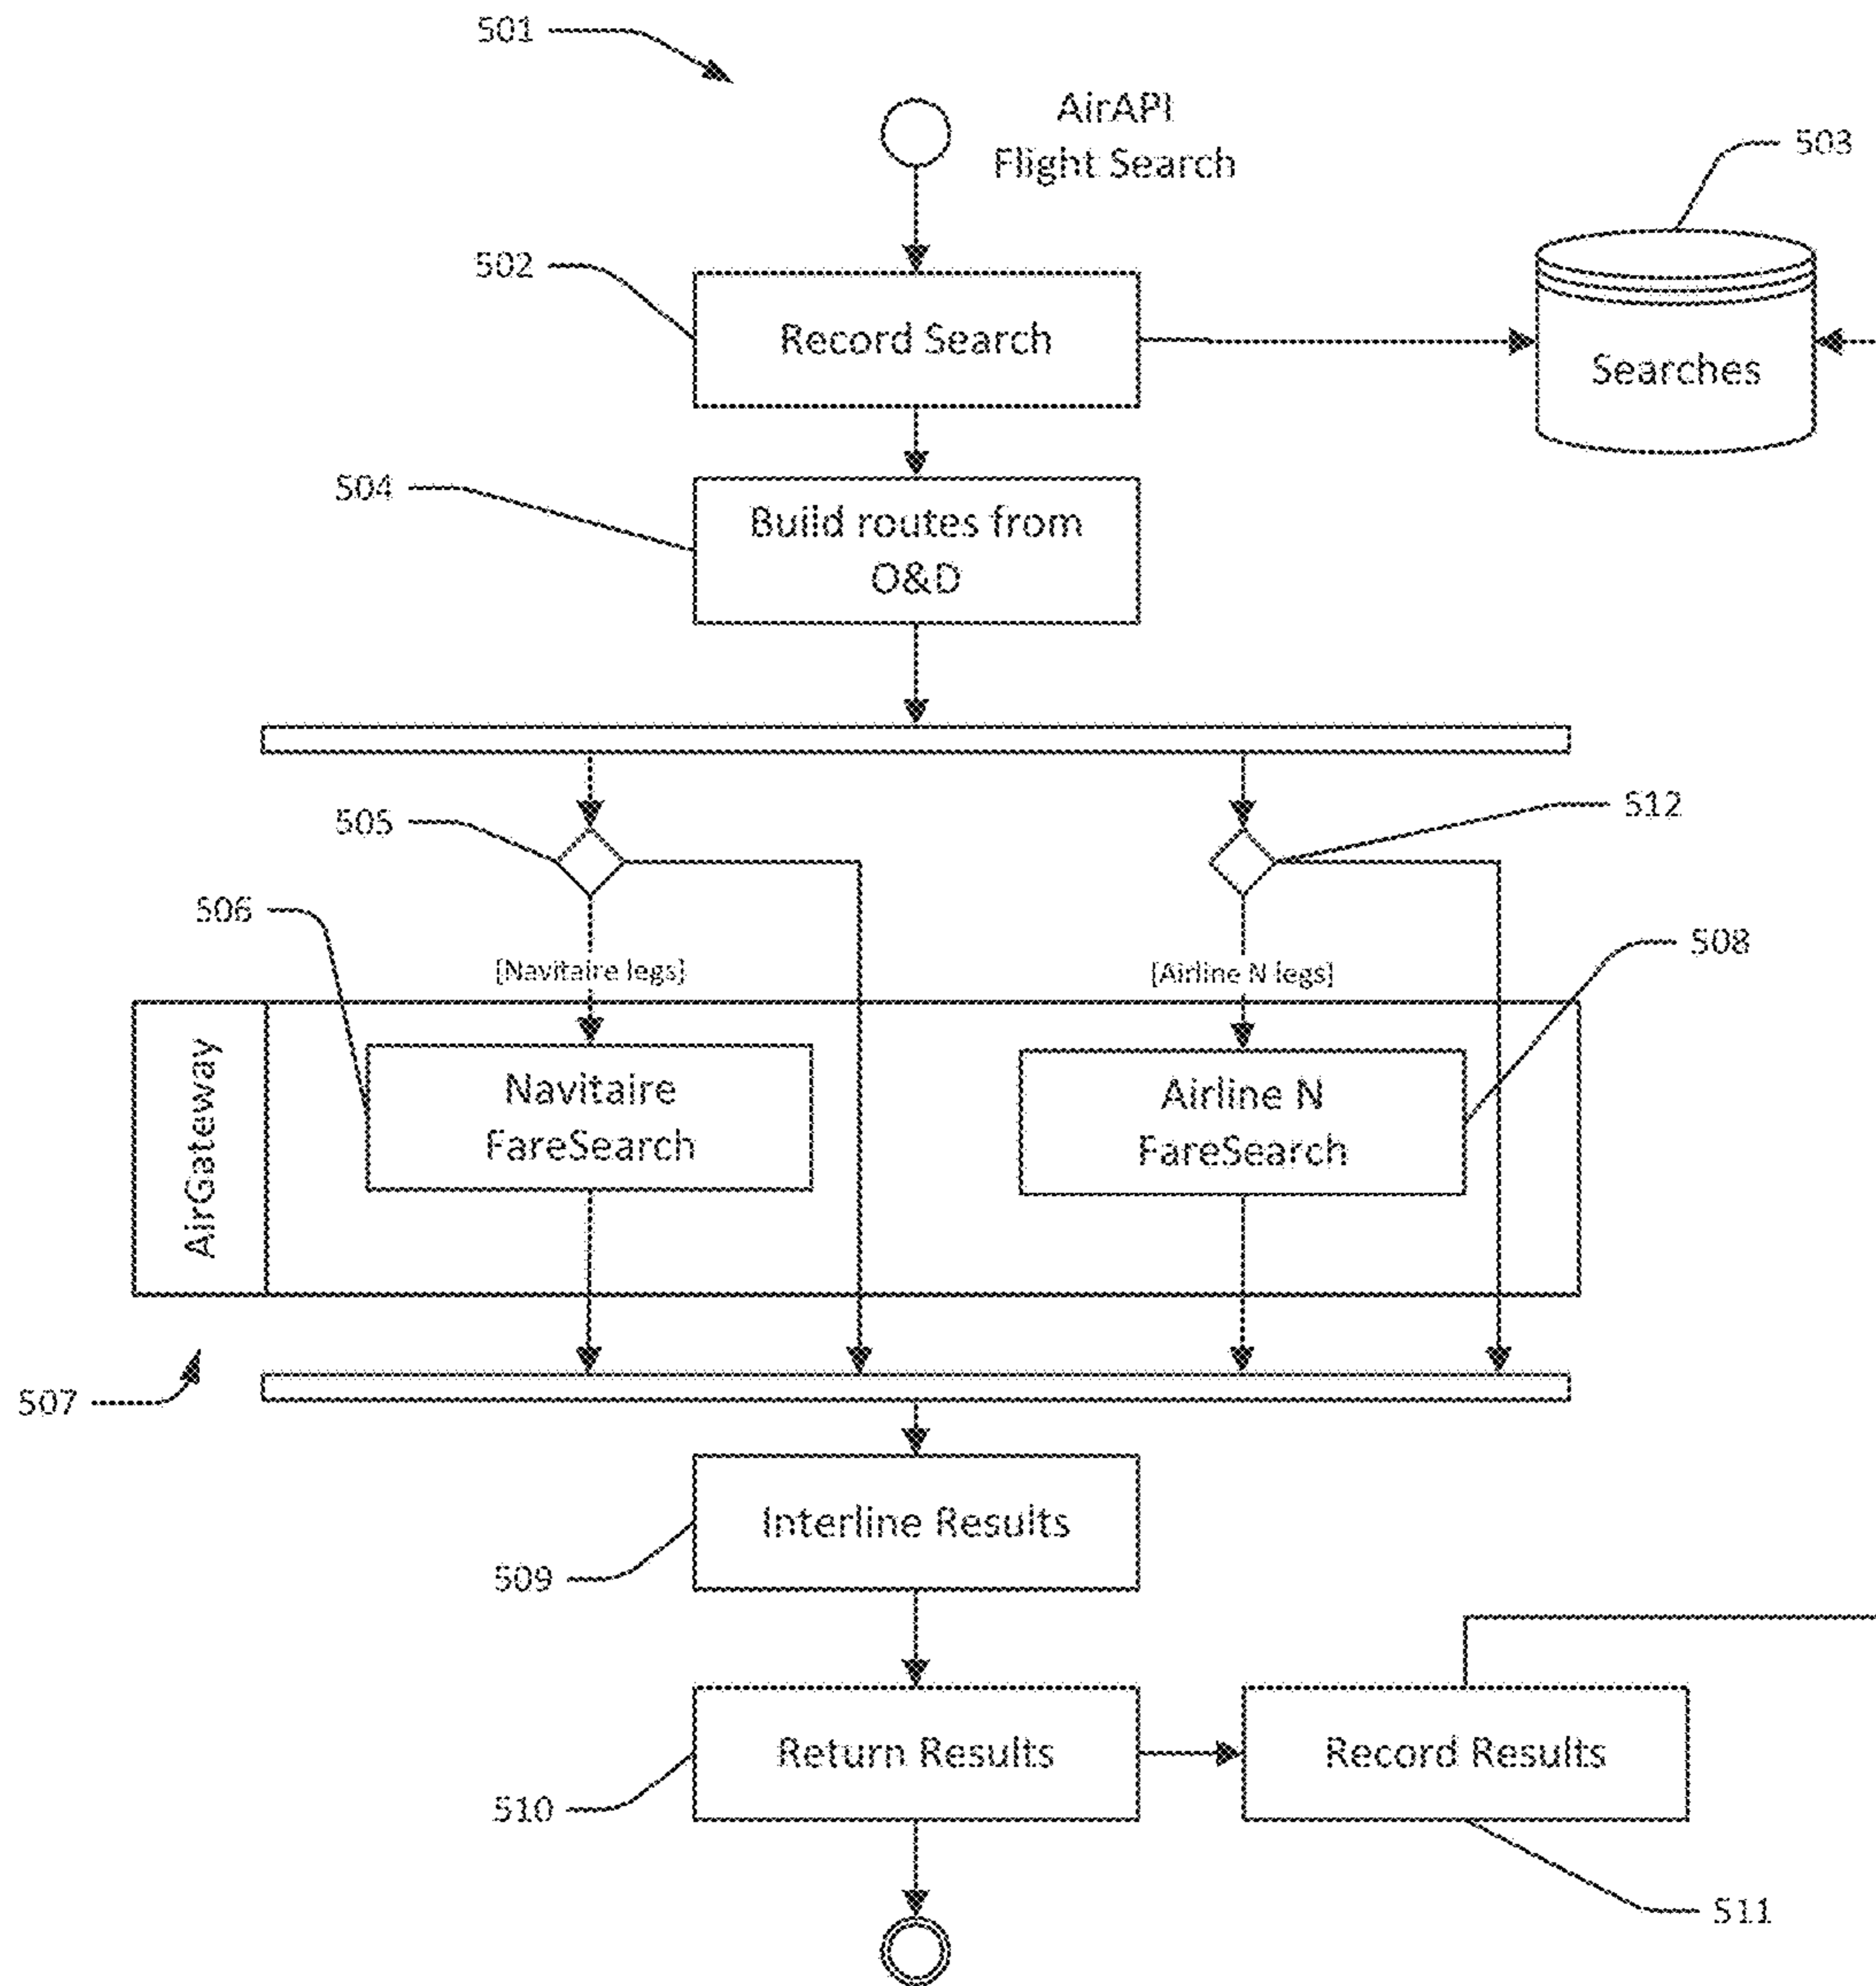 501
AirAPI
Flight Search
503
502
Record Search
Searches
504
Build routes from
O&D
505
512
506
[Navitaire legs]
[Airline N legs]
508
AirGateway
Navitaire
FareSearch
Airline N
FareSearch
507
Interline Results
509
Return Results
Record Results
510
511